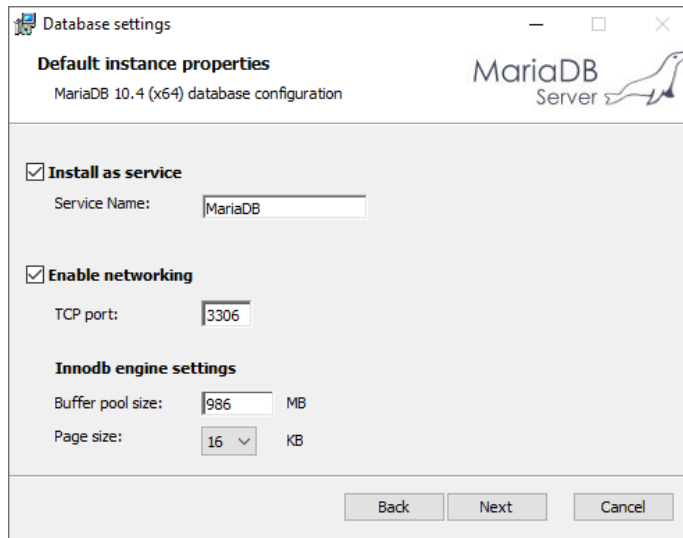 Database settings
Default instance properties
MariaDB 10.4 (x64) database configuration
MariaDB
Server
Install as service
Service Name: MariaDB
Enable networking
TCP port: 3306
Innodb engine settings
Buffer pool size: 986 MB
Page size: 16 KB
Back Next Cancel